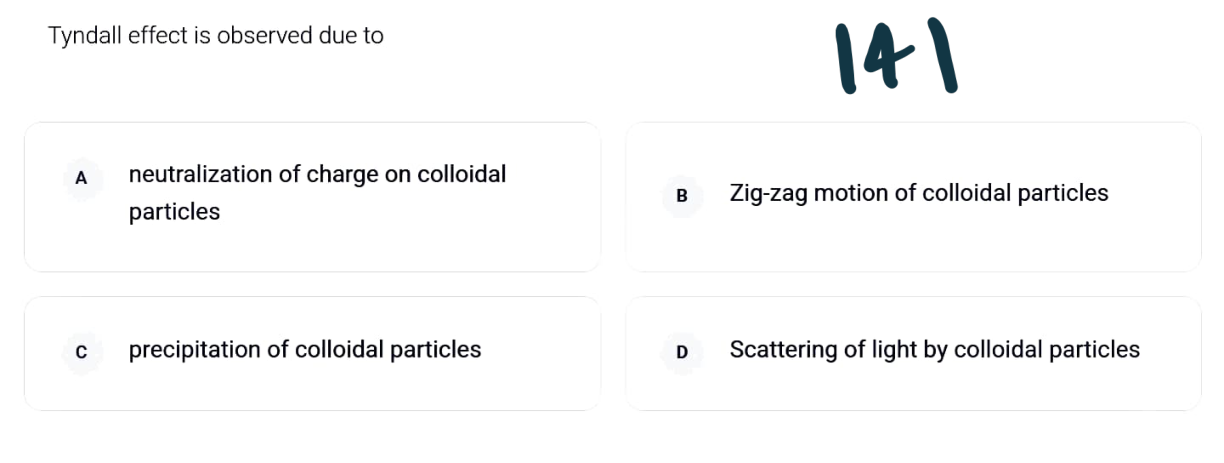 Tyndall effect is observed due to
141
A
neutralization of charge on colloidal
particles
B
Zig-zag motion of colloidal particles
C
precipitation of colloidal particles
D
Scattering of light by colloidal particles